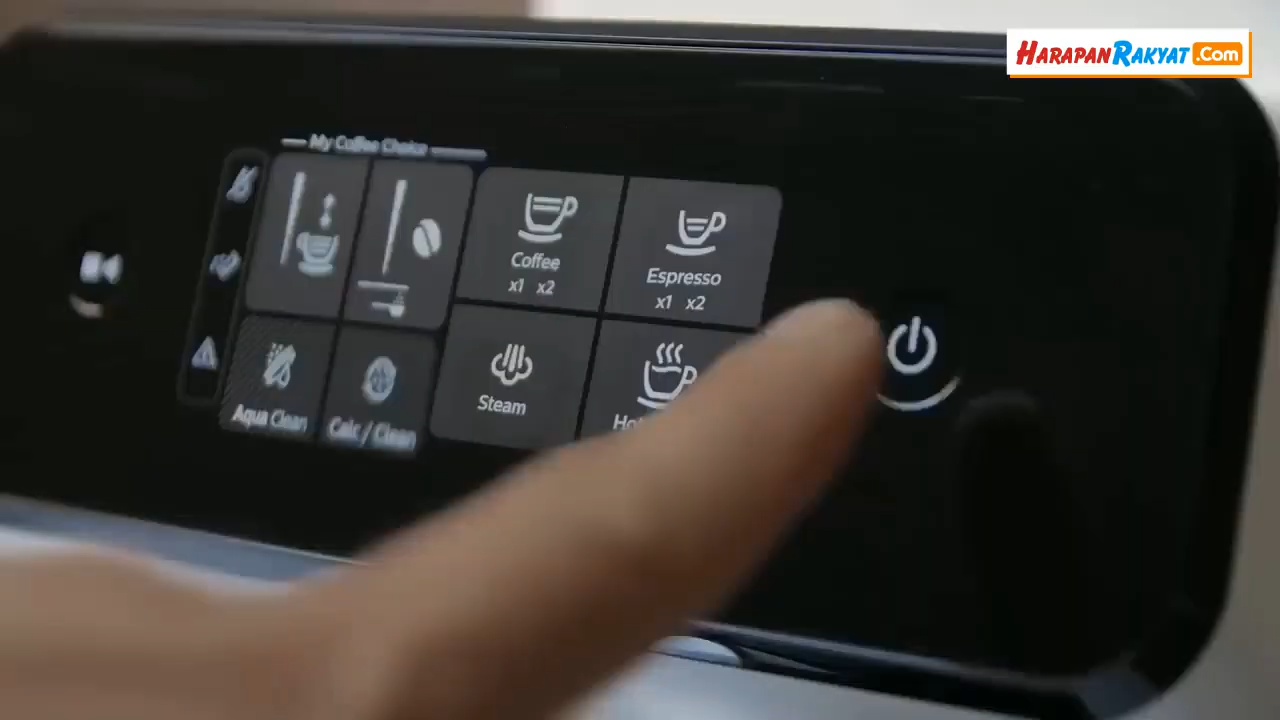 HARAPANRAKYAT.Com
My Coffee Choice
Coffee
x1 x2
Espresso
x1 x2
Steam
Aqua Clean
Calc / Clean